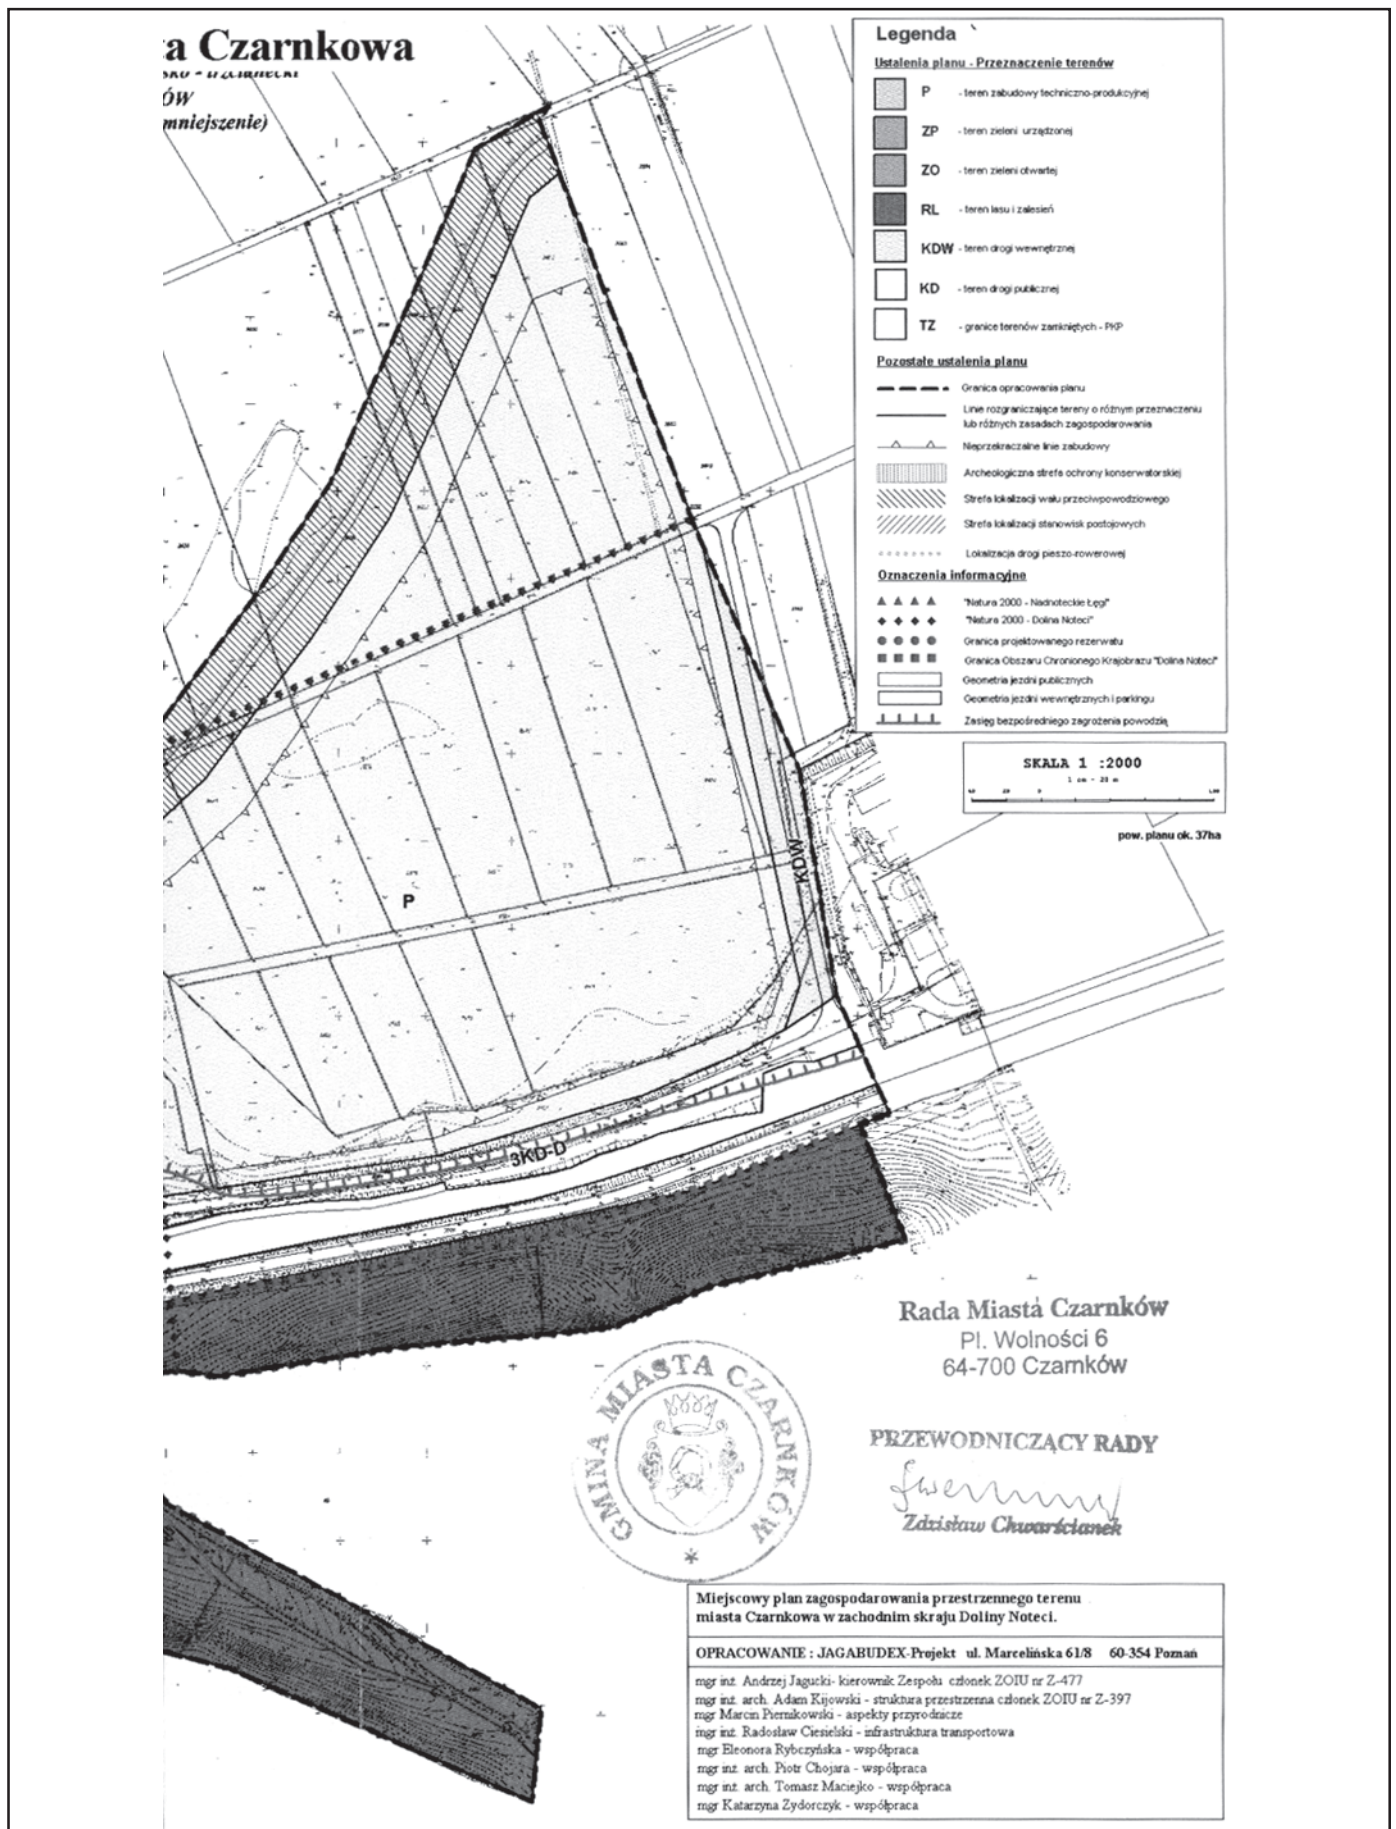 ta Czarnkowa
ÓW
mniejszenie)
Legenda
Ustalenia planu - Przeznaczenie terenów
P - teren zabudowy techniczno-produkcyjnej
ZP - teren zieleni urządzonej
ZO - teren zieleni otwartej
RL - teren lasu i zalesień
KDW - teren drogi wewnętrznej
KD - teren drogi publicznej
TZ - granice terenów zamkniętych - PKP
Pozostałe ustalenia planu
Granica opracowania planu
Linie rozgraniczające tereny o różnym przeznaczeniu
lub różnych zasadach zagospodarowania
Nieprzekraczalne linie zabudowy
Archeologiczna strefa ochrony konserwatorskiej
Strefa lokalizacji wału przeciwpowodziowego
Strefa lokalizacji stanowisk postojowych
Lokalizacja drogi pieszo-rowerowej
Oznaczenia informacyjne
"Natura 2000 - Nadnoteckie Łęgi"
"Natura 2000 - Dolina Noteci"
Granica projektowanego rezerwatu
Granica Obszaru Chronionego Krajobrazu "Dolina Noteci"
Geometria jezdni publicznych
Geometria jezdni wewnętrznych i parkingu
Zasięg bezpośredniego zagrożenia powodzią
SKALA 1 :2000
1 cm - 20 m
pow. planu ok. 37ha
KDW
P
3KD-D
Rada Miasta Czarnków
Pl. Wolności 6
64-700 Czarnków
GMINA MIASTA CZARNKÓW
PRZEWODNICZĄCY RADY
Zdzisław Chwarścianek
Miejscowy plan zagospodarowania przestrzennego terenu
miasta Czarnkowa w zachodnim skraju Doliny Noteci.
OPRACOWANIE : JAGABUDEX-Projekt ul. Marcelińska 61/8 60-354 Poznań
mgr inż. Andrzej Jagucki- kierownik Zespołu członek ZOIU nr Z-477
mgr inż. arch. Adam Kijowski - struktura przestrzenna członek ZOIU nr Z-397
mgr Marcin Piernikowski - aspekty przyrodnicze
mgr inż. Radosław Ciesielski - infrastruktura transportowa
mgr Eleonora Rybczyńska - współpraca
mgr inż. arch. Piotr Chojara - współpraca
mgr inż. arch. Tomasz Maciejko - współpraca
mgr Katarzyna Zydorczyk - współpraca